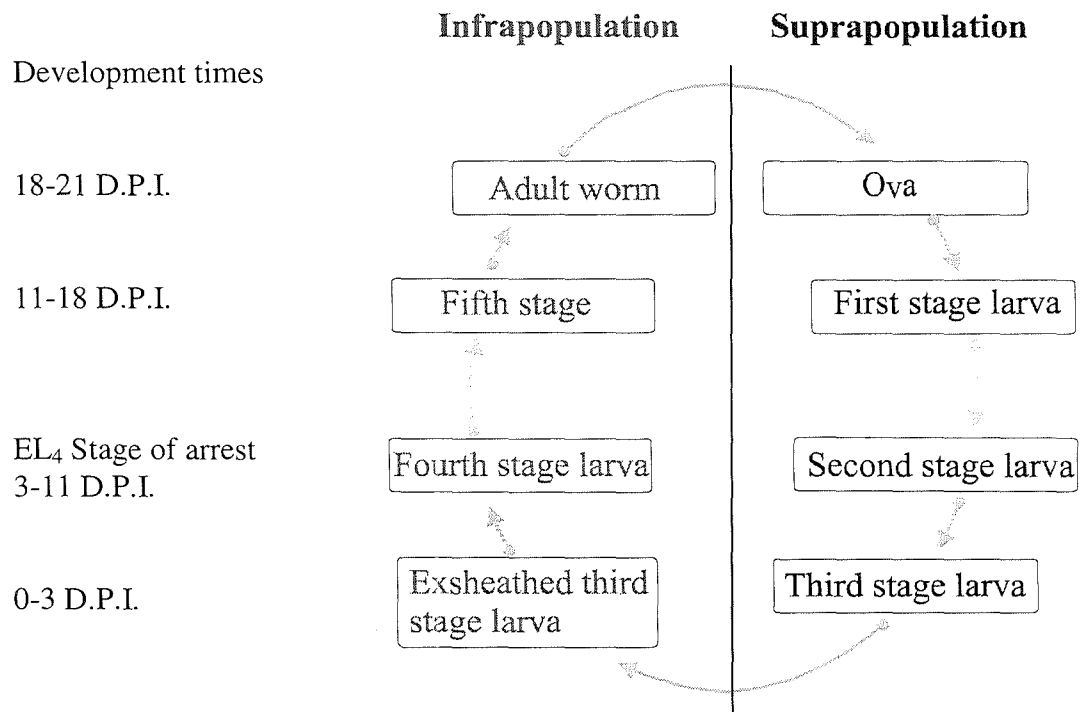 Infrapopulation Suprapopulation
Development times
18-21 D.P.I. Adult worm Ova
11-18 D.P.I. Fifth stage First stage larva
EL₄ Stage of arrest
3-11 D.P.I. Fourth stage larva Second stage larva
0-3 D.P.I. Exsheathed third Third stage larva
stage larva